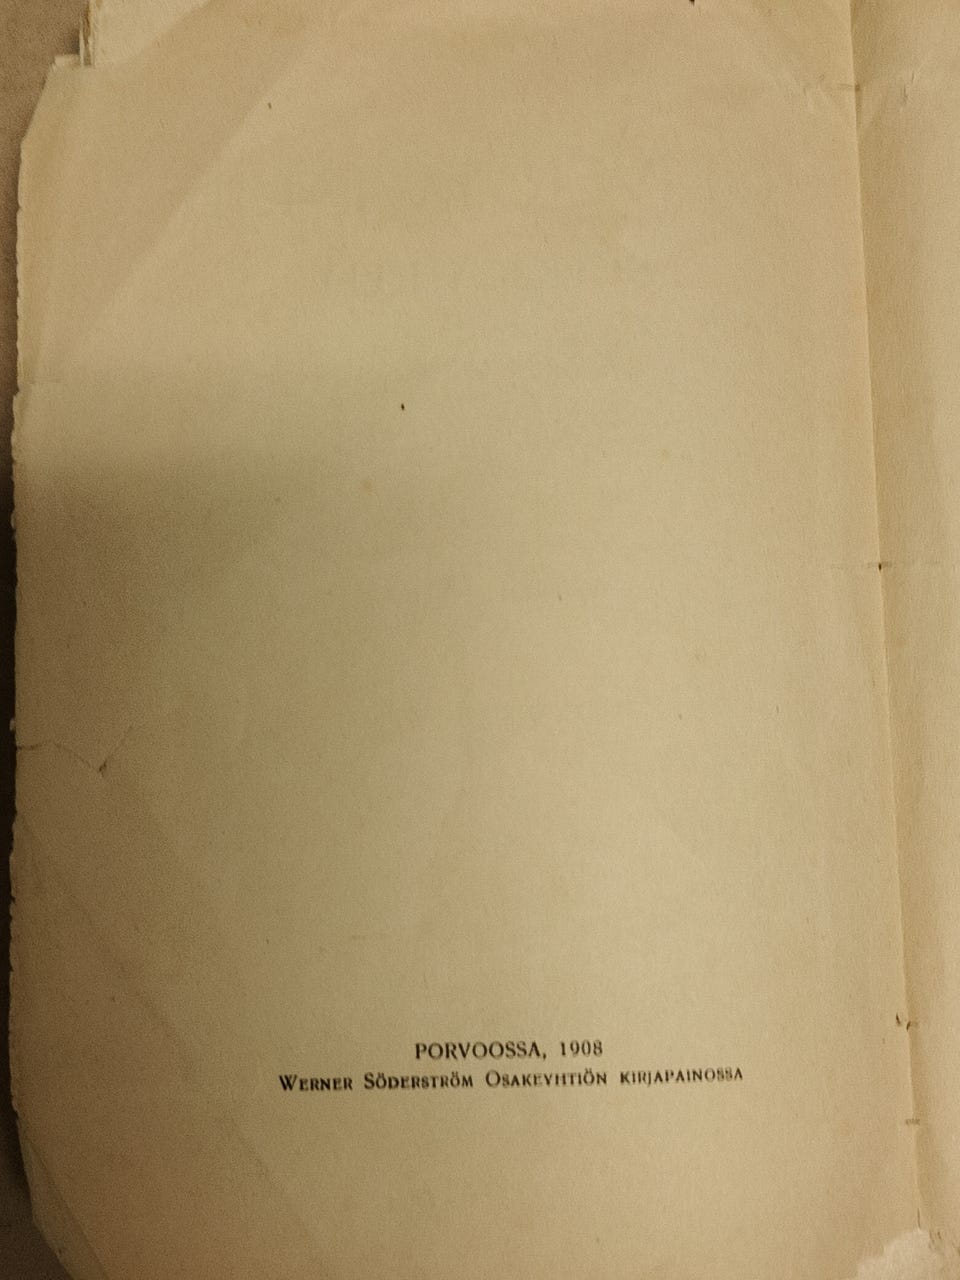 PORVOOSSA, 1908
WERNER SÖDERSTRÖM OSAKEYHTIÖN KIRJAPAINOSSA